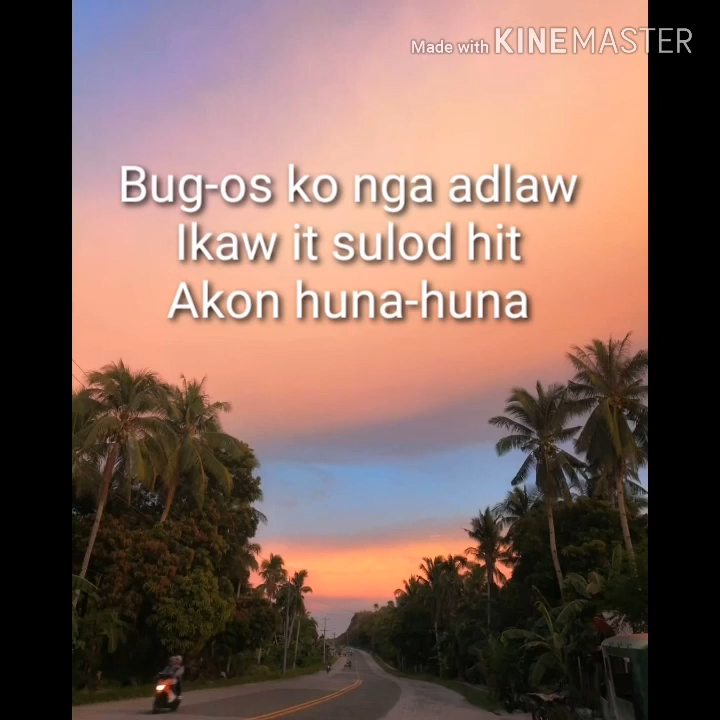 Made with KINEMASTER
Bug-os ko nga adlaw
Ikaw it sulod hit
Akon huna-huna